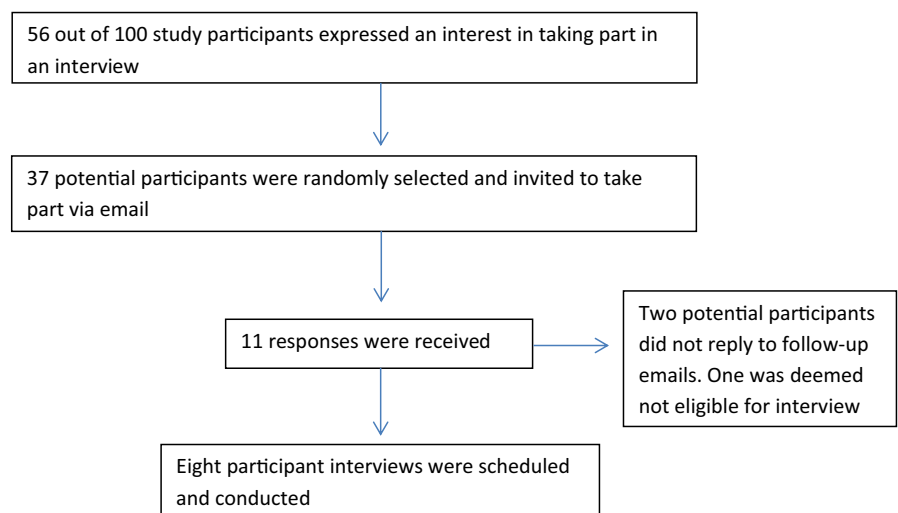 56 out of 100 study participants expressed an interest in taking part in
an interview
37 potential participants were randomly selected and invited to take
part via email
11 responses were received
Two potential participants
did not reply to follow-up
emails. One was deemed
not eligible for interview
Eight participant interviews were scheduled
and conducted